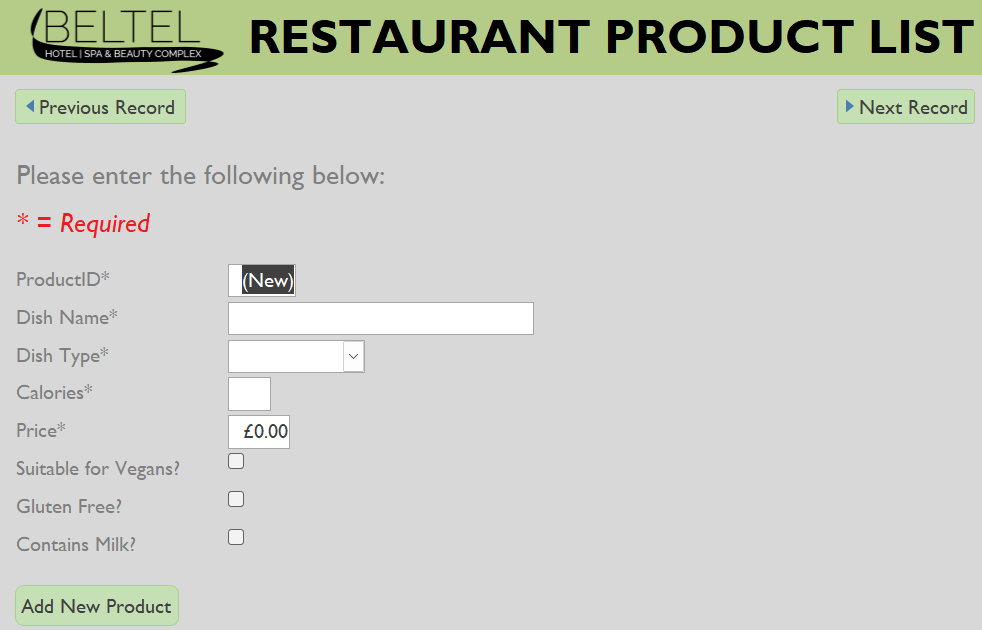 BELTEL
HOTEL | SPA & BEAUTY COMPLEX
RESTAURANT PRODUCT LIST
Previous Record
Next Record
Please enter the following below:
* = Required
ProductID* (New)
Dish Name*
Dish Type*
Calories*
Price* £0.00
Suitable for Vegans?
Gluten Free?
Contains Milk?
Add New Product